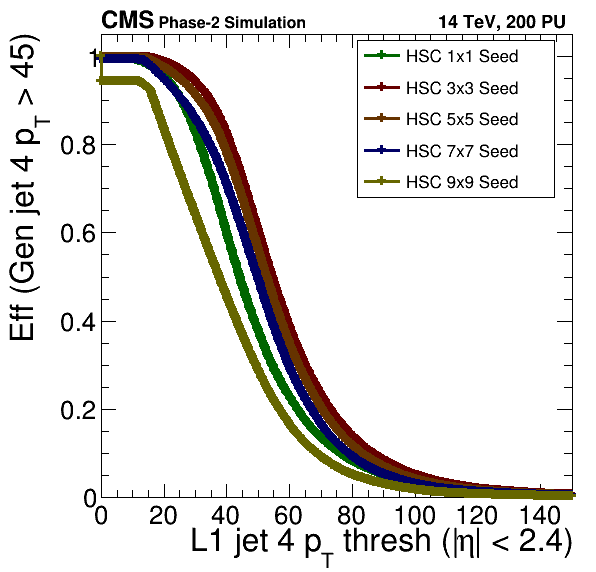 CMS Phase-2 Simulation 14 TeV, 200 PU
HSC 1x1 Seed
HSC 3x3 Seed
HSC 5x5 Seed
HSC 7x7 Seed
HSC 9x9 Seed
Eff (Gen jet 4 p_T > 45)
1
0.8
0.6
0.4
0.2
0
0 20 40 60 80 100 120 140
L1 jet 4 p_T thresh (|η| < 2.4)